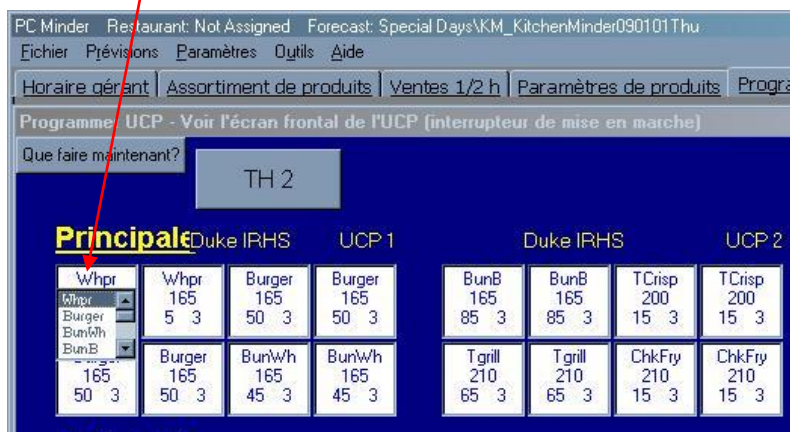 PC Minder Restaurant: Not Assigned Forecast: Special Days\KM_KitchenMinder090101Thu
Fichier Prévisions Paramètres Outils Aide
Horaire gérant Assortiment de produits Ventes 1/2 h Paramètres de produits Progra
Programme UCP - Voir l'écran frontal de l'UCP (interrupteur de mise en marche)
Que faire maintenant?
TH 2
Principale Duke IRHS UCP 1 Duke IRHS UCP 2
Whpr Whpr Burger Burger BunB BunB TCrisp TCrisp
Whpr 165 165 165 165 165 200 200
Burger 5 3 50 3 50 3 85 3 85 3 15 3 15 3
BunWh
BunB
Burger BunWh BunWh Tgrill Tgrill ChkFry ChkFry
165 165 165 165 210 210 210 210
50 3 50 3 45 3 45 3 65 3 65 3 15 3 15 3